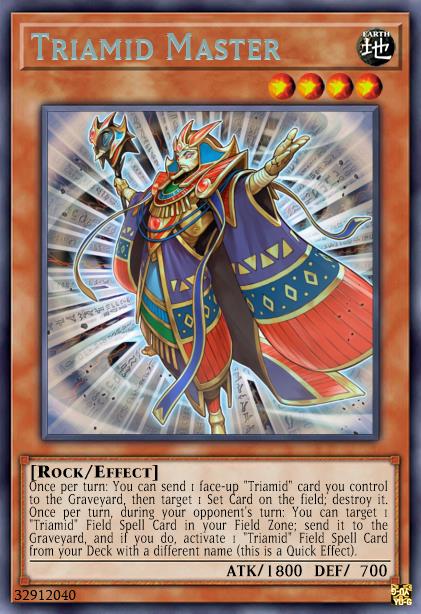 Triamid Master
EARTH
地
[Rock/Effect]
Once per turn: You can send 1 face-up "Triamid" card you control
to the Graveyard, then target 1 Set Card on the field; destroy it.
Once per turn, during your opponent's turn: You can target 1
"Triamid" Field Spell Card in your Field Zone; send it to the
Graveyard, and if you do, activate 1 "Triamid" Field Spell Card
from your Deck with a different name (this is a Quick Effect).
ATK/1800 DEF/ 700
32912040